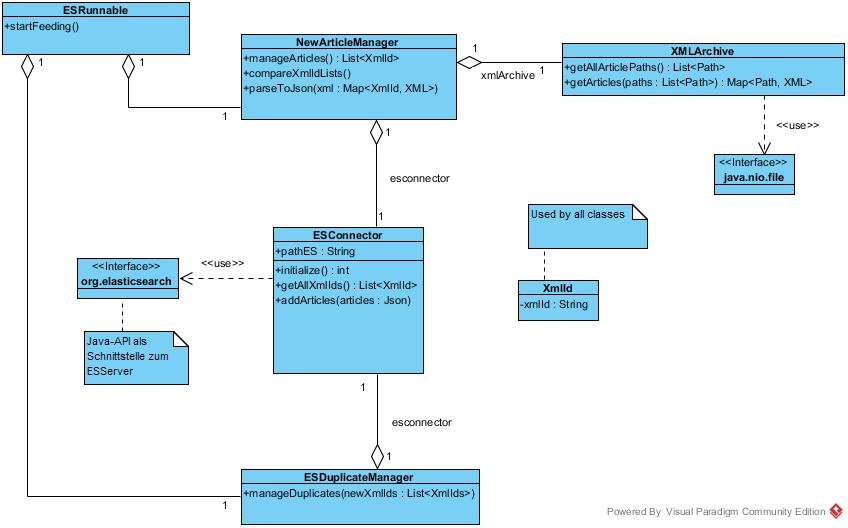 ESRunnable
+startFeeding()
1
1
1
NewArticleManager
+manageArticles() : List<XmlId>
+compareXmlIdLists()
+parseToJson(xml : Map<XmlId, XML>)
1
xmlArchive
1
XMLArchive
+getAllArticlePaths() : List<Path>
+getArticles(paths : List<Path>) : Map<Path, XML>
<<use>>
<<Interface>>
java.nio.file
1
esconnector
1
ESConnector
+pathES : String
+initialize() : int
+getAllXmlIds() : List<XmlId>
+addArticles(articles : Json)
<<use>>
<<Interface>>
org.elasticsearch
Java-API als
Schnittstelle zum
ESServer
Used by all classes
XmlId
-xmlId : String
1
esconnector
1
ESDuplicateManager
+manageDuplicates(newXmlIds : List<XmlIds>)
1
Powered By Visual Paradigm Community Edition